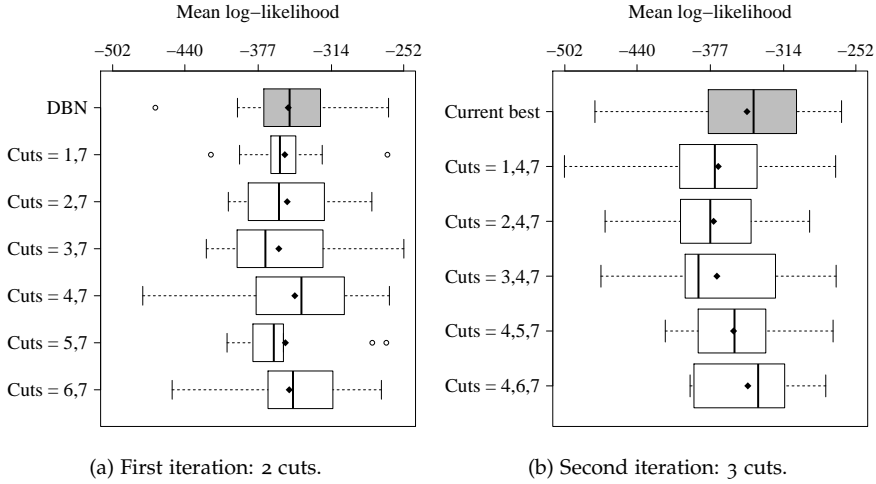 Mean log−likelihood
−502 −440 −377 −314 −252
DBN
Cuts = 1,7
Cuts = 2,7
Cuts = 3,7
Cuts = 4,7
Cuts = 5,7
Cuts = 6,7
(a) First iteration: 2 cuts.
Mean log−likelihood
−502 −440 −377 −314 −252
Current best
Cuts = 1,4,7
Cuts = 2,4,7
Cuts = 3,4,7
Cuts = 4,5,7
Cuts = 4,6,7
(b) Second iteration: 3 cuts.